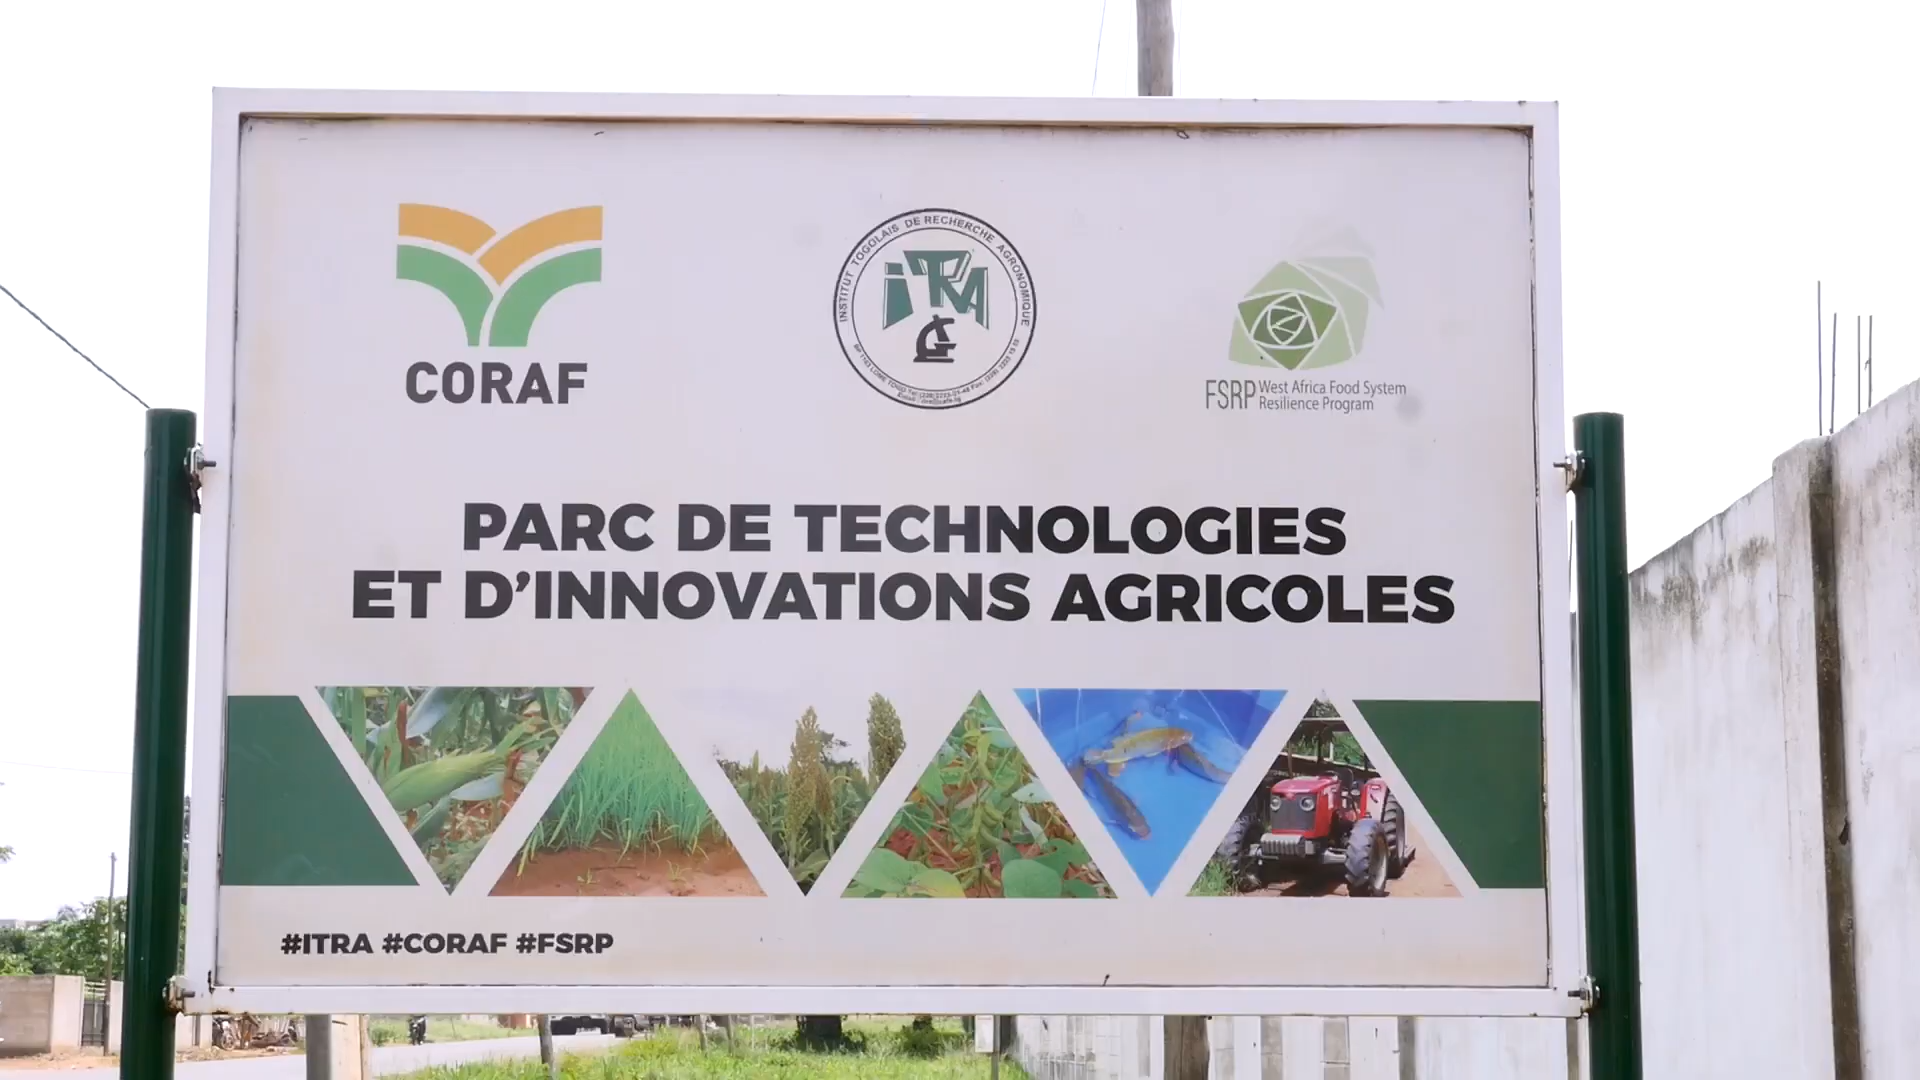 CORAF
INSTITUT TOGOLAIS DE RECHERCHE AGRONOMIQUE
ITRA
FSRP West Africa Food System
Resilience Program
PARC DE TECHNOLOGIES
ET D'INNOVATIONS AGRICOLES
#ITRA #CORAF #FSRP